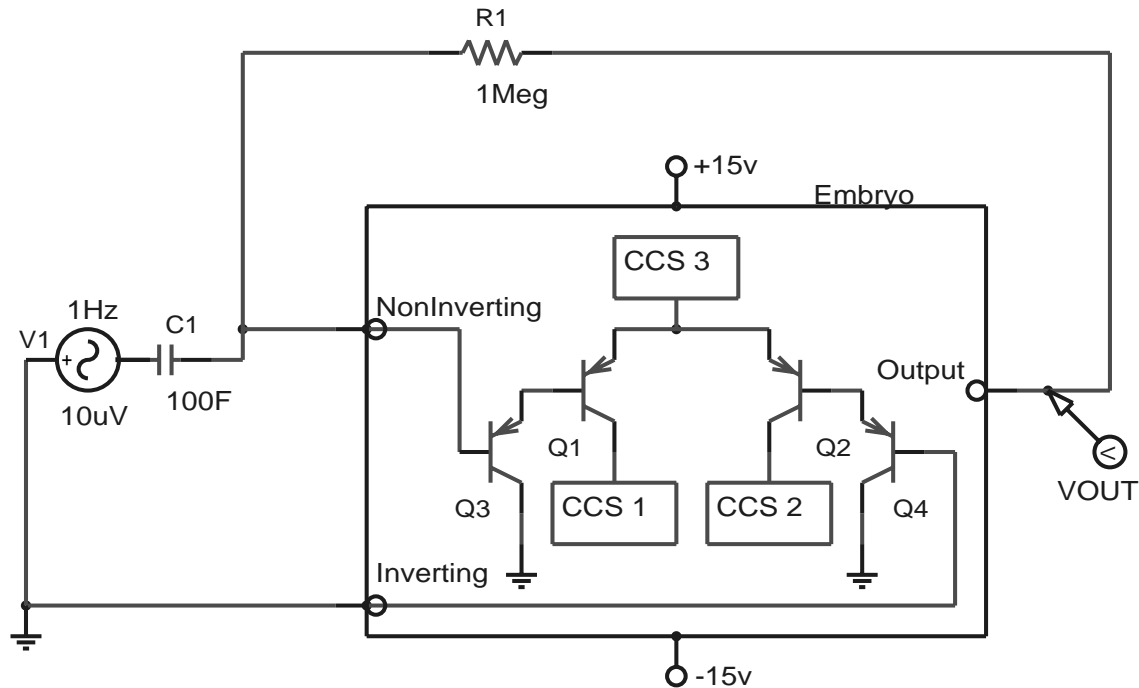 R1
1Meg
+15v
Embryo
CCS 3
NonInverting
1Hz
V1
C1
+
Output
100F
10uV
Q1
Q2
<
VOUT
Q3
CCS 1
CCS 2
Q4
Inverting
-15v